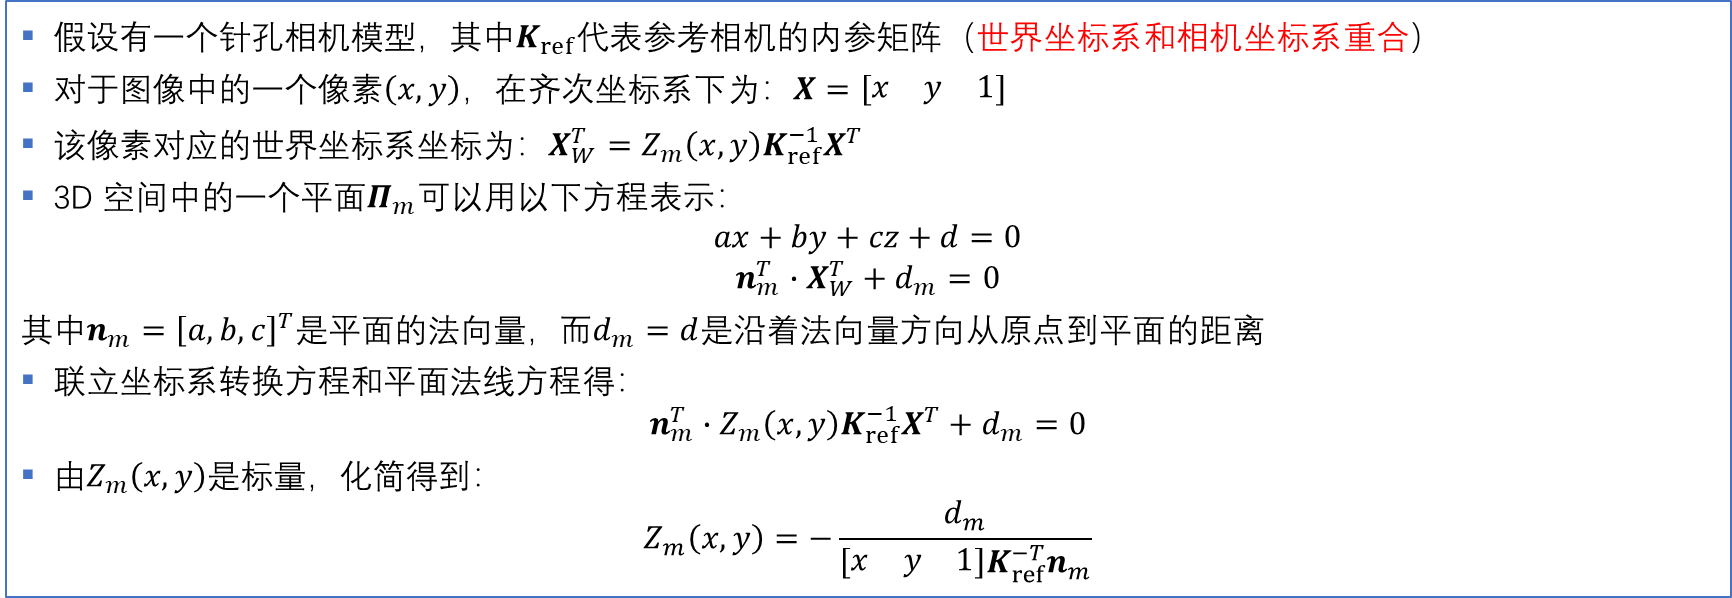 ▪ 假设有一个针孔相机模型，其中𝑲ref代表参考相机的内参矩阵（世界坐标系和相机坐标系重合）
▪ 对于图像中的一个像素(𝑥, 𝑦)，在齐次坐标系下为：𝑿 = [𝑥 𝑦 1]
▪ 该像素对应的世界坐标系坐标为：𝑿_W^T = Z_m(𝑥, 𝑦)𝑲_ref^{-1}𝑿^T
▪ 3D 空间中的一个平面𝜫_m可以用以下方程表示：
𝑎𝑥 + 𝑏𝑦 + 𝑐𝑧 + 𝑑 = 0
𝒏_m^T · 𝑿_W^T + 𝑑_m = 0
其中𝒏_m = [𝑎, 𝑏, 𝑐]^T是平面的法向量，而𝑑_m = 𝑑是沿着法向量方向从原点到平面的距离
▪ 联立坐标系转换方程和平面法线方程得：
𝒏_m^T · Z_m(𝑥, 𝑦)𝑲_ref^{-1}𝑿^T + 𝑑_m = 0
▪ 由Z_m(𝑥, 𝑦)是标量，化简得到：
Z_m(𝑥, 𝑦) = − 𝑑_m / [𝑥 𝑦 1]𝑲_ref^{-T}𝒏_m